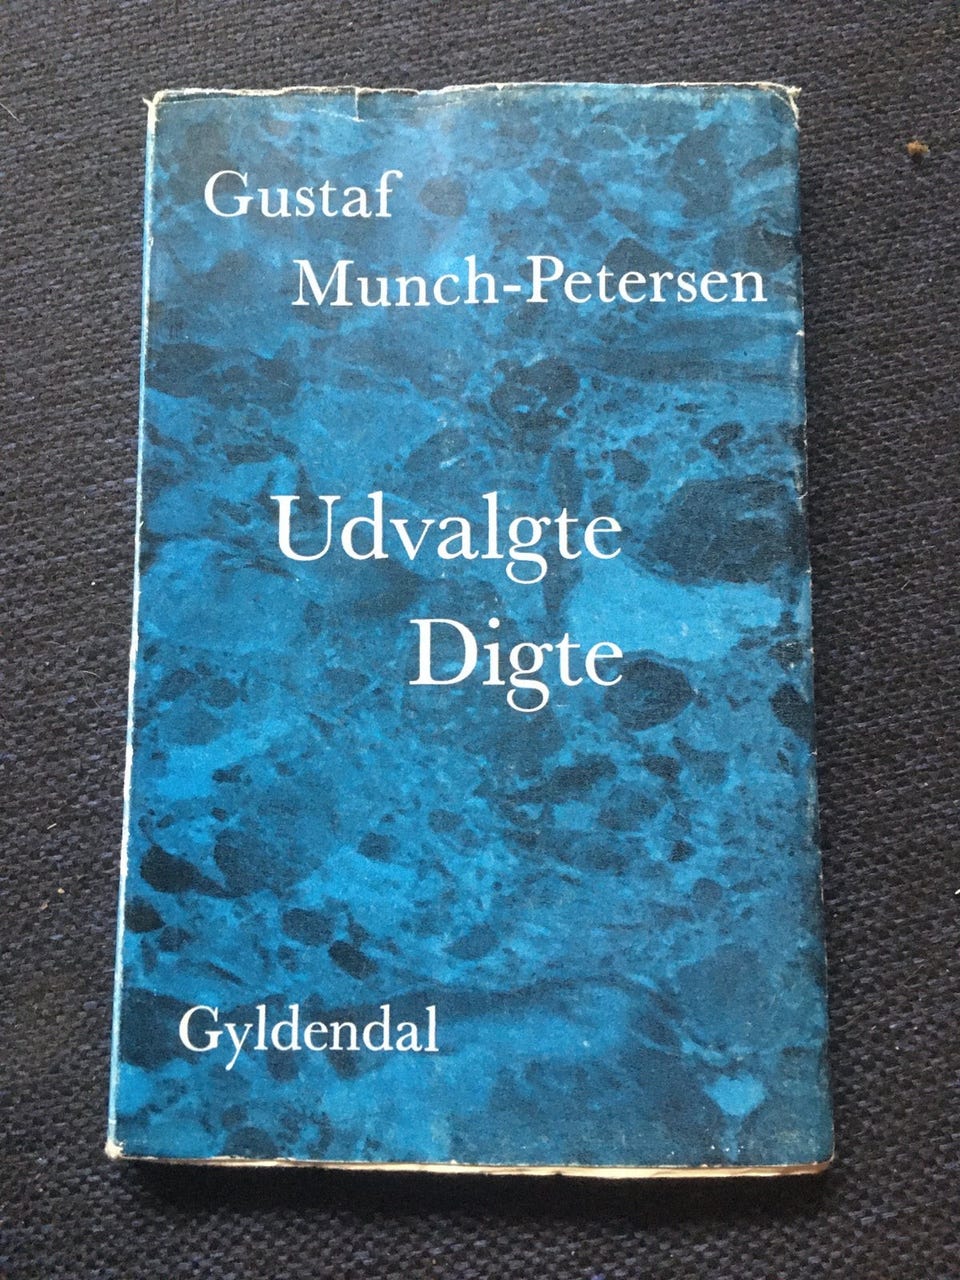 Gustaf
Munch-Petersen
Udvalgte
Digte
Gyldendal